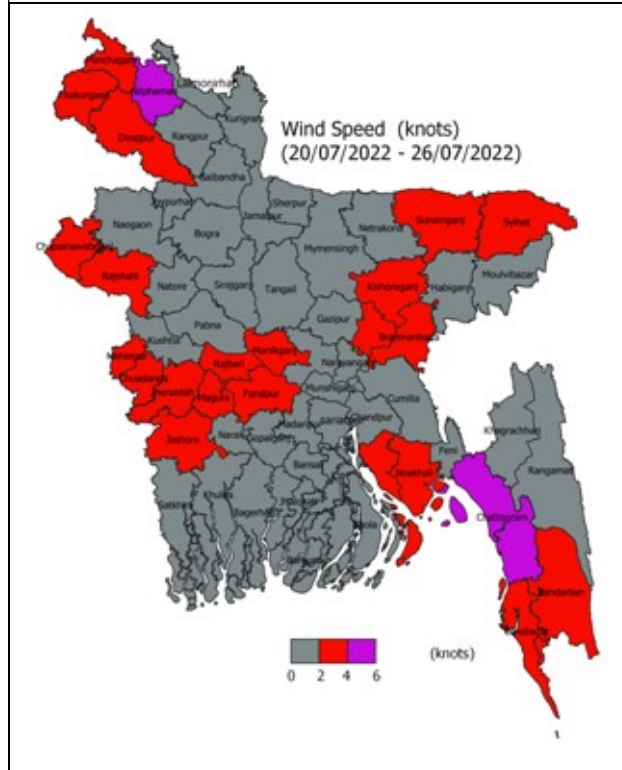 Panchagarh
Nilphamari
Lalmonirhat
Thakurgaon
Kurigram
Dinajpur
Rangpur
Wind Speed (knots)
(20/07/2022 - 26/07/2022)
Gaibandha
Joypurhat
Sherpur
Naogaon
Jamalpur
Netrakona
Sunamganj
Sylhet
Bogra
Mymensingh
Moulvibazar
Chapainawabganj
Rajshahi
Natore
Sirajganj
Tangail
Kishoreganj
Habiganj
Gazipur
Pabna
Kushtia
Brahmanbaria
Meherpur
Rajbari
Manikganj
Narayanganj
Chuadanga
Jhenaidah
Magura
Faridpur
Munshiganj
Cumilla
Khagrachhari
Jashore
Narail
Gopalganj
Madaripur
Shariatpur
Chandpur
Feni
Rangamati
Noakhali
Barisal
Satkhira
Khulna
Bagerhat
Bhola
Chattogram
Bandarban
(knots)
0 2 4 6